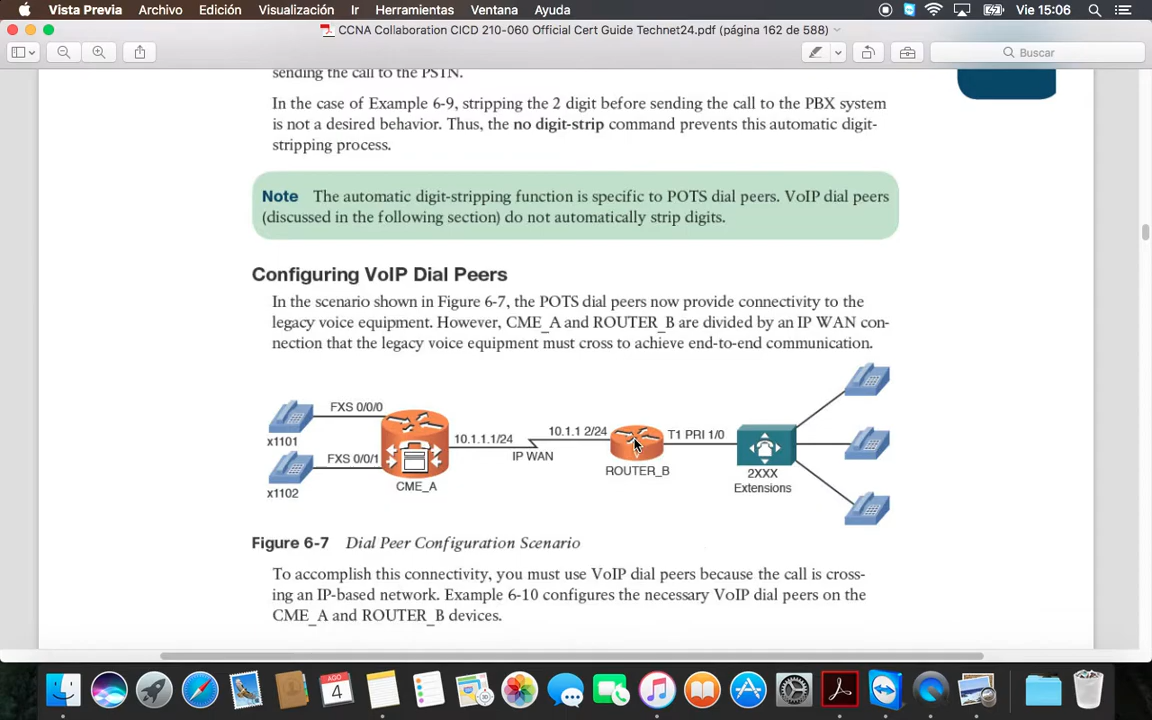 Vista Previa Archivo Edición Visualización Ir Herramientas Ventana Ayuda Vie 15:06
CCNA Collaboration CICD 210-060 Official Cert Guide Technet24.pdf (página 162 de 588)
Buscar
sending the call to the PSTN.
In the case of Example 6-9, stripping the 2 digit before sending the call to the PBX system
is not a desired behavior. Thus, the no digit-strip command prevents this automatic digit-
stripping process.
Note The automatic digit-stripping function is specific to POTS dial peers. VoIP dial peers
(discussed in the following section) do not automatically strip digits.
Configuring VoIP Dial Peers
In the scenario shown in Figure 6-7, the POTS dial peers now provide connectivity to the
legacy voice equipment. However, CME_A and ROUTER_B are divided by an IP WAN con-
nection that the legacy voice equipment must cross to achieve end-to-end communication.
FXS 0/0/0
x1101
FXS 0/0/1
x1102
CME_A
10.1.1.1/24
IP WAN
10.1.1 2/24
ROUTER_B
T1 PRI 1/0
2XXX
Extensions
Figure 6-7 Dial Peer Configuration Scenario
To accomplish this connectivity, you must use VoIP dial peers because the call is cross-
ing an IP-based network. Example 6-10 configures the necessary VoIP dial peers on the
CME_A and ROUTER_B devices.
AGO
4